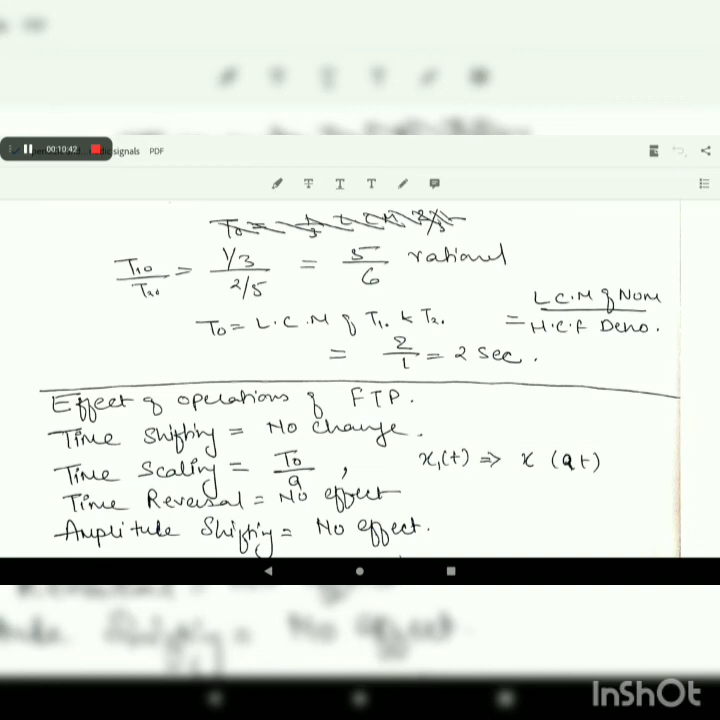 00:10:42 signals PDF
T₁₀/T₂₀ = (1/3)/(2/5) = 5/6 rational
T₀ = L.C.M of T₁. & T₂. = L.C.M of Num / H.C.F Deno.
= 2/1 = 2 sec.
Effect of operations of FTP.
Time Shifting = No change.
Time Scaling = T₀/a , x₁(t) ⇒ x (at)
Time Reversal = No effect
Amplitude Shifting = No effect.
InShOt